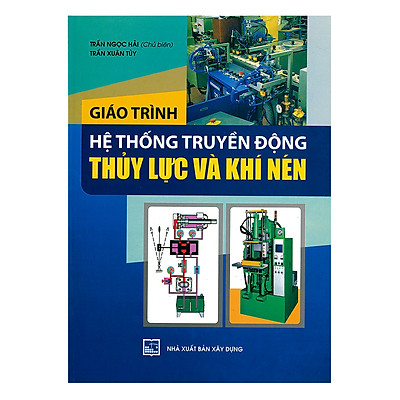 TRẦN NGỌC HẢI (Chủ biên)
TRẦN XUÂN TÙY
GIÁO TRÌNH
HỆ THỐNG TRUYỀN ĐỘNG
THỦY LỰC VÀ KHÍ NÉN
NHÀ XUẤT BẢN XÂY DỰNG